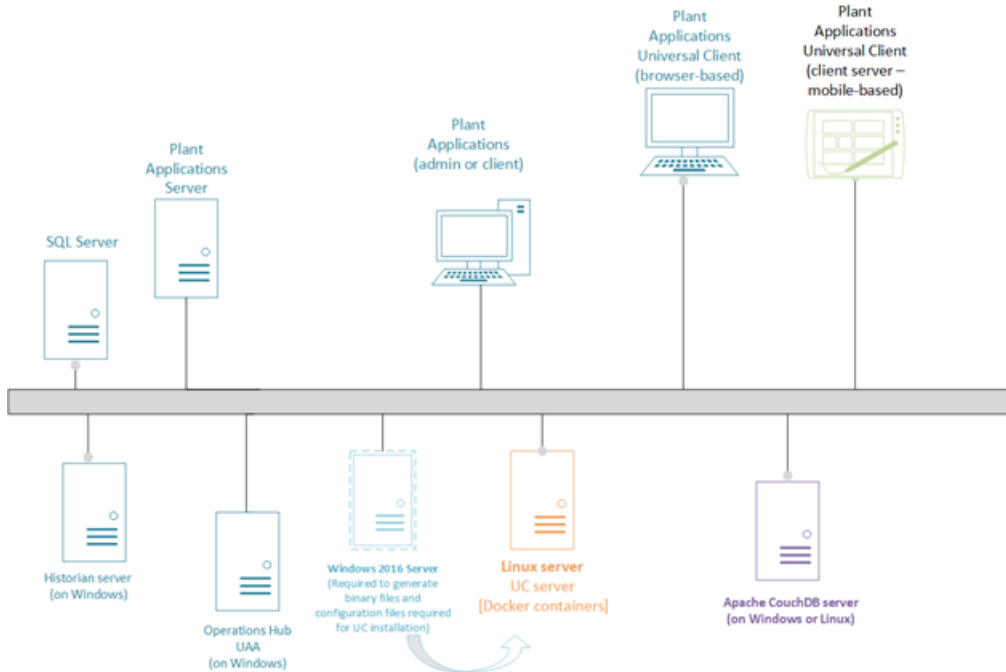 Plant
Applications
Universal Client
(browser-based)
Plant
Applications
Universal Client
(client server –
mobile-based)
Plant
Applications
(admin or client)
Plant
Applications
Server
SQL Server
Historian server
(on Windows)
Operations Hub
UAA
(on Windows)
Windows 2016 Server
(Required to generate
binary files and
configuration files required
for UC installation)
Linux server
UC server
[Docker containers]
Apache CouchDB server
(on Windows or Linux)